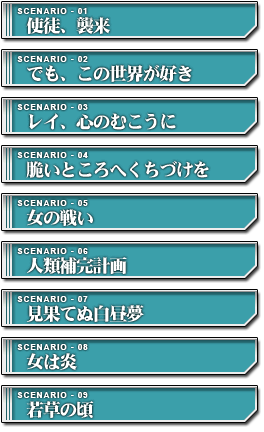 SCENARIO - 01
使徒、襲来
SCENARIO - 02
でも、この世界が好き
SCENARIO - 03
レイ、心のむこうに
SCENARIO - 04
脆いところへくちづけを
SCENARIO - 05
女の戦い
SCENARIO - 06
人類補完計画
SCENARIO - 07
見果てぬ白昼夢
SCENARIO - 08
女は炎
SCENARIO - 09
若草の頃